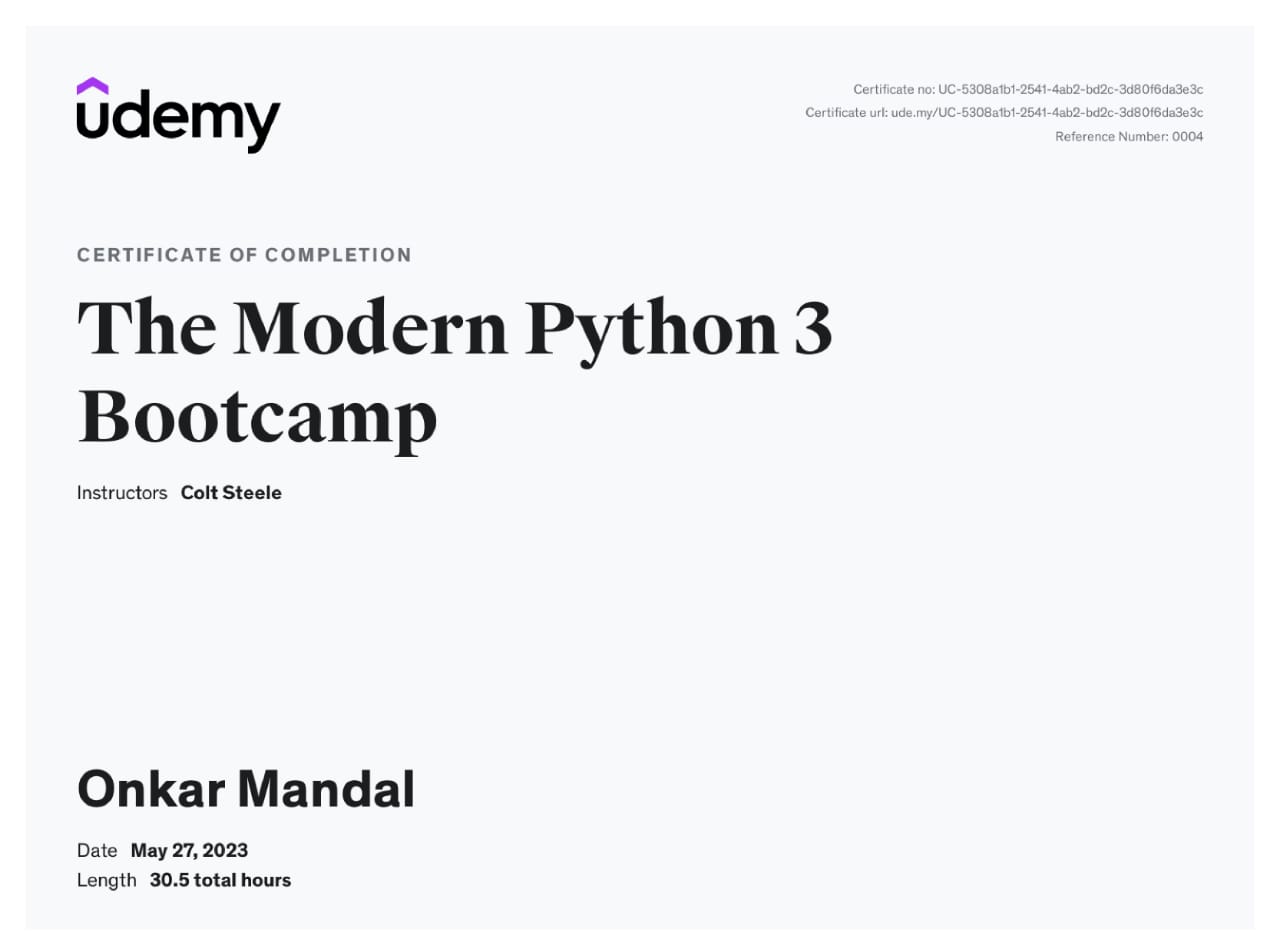 udemy
Certificate no: UC-5308a1b1-2541-4ab2-bd2c-3d80f6da3e3c
Certificate url: ude.my/UC-5308a1b1-2541-4ab2-bd2c-3d80f6da3e3c
Reference Number: 0004
CERTIFICATE OF COMPLETION
The Modern Python 3
Bootcamp
Instructors Colt Steele
Onkar Mandal
Date May 27, 2023
Length 30.5 total hours